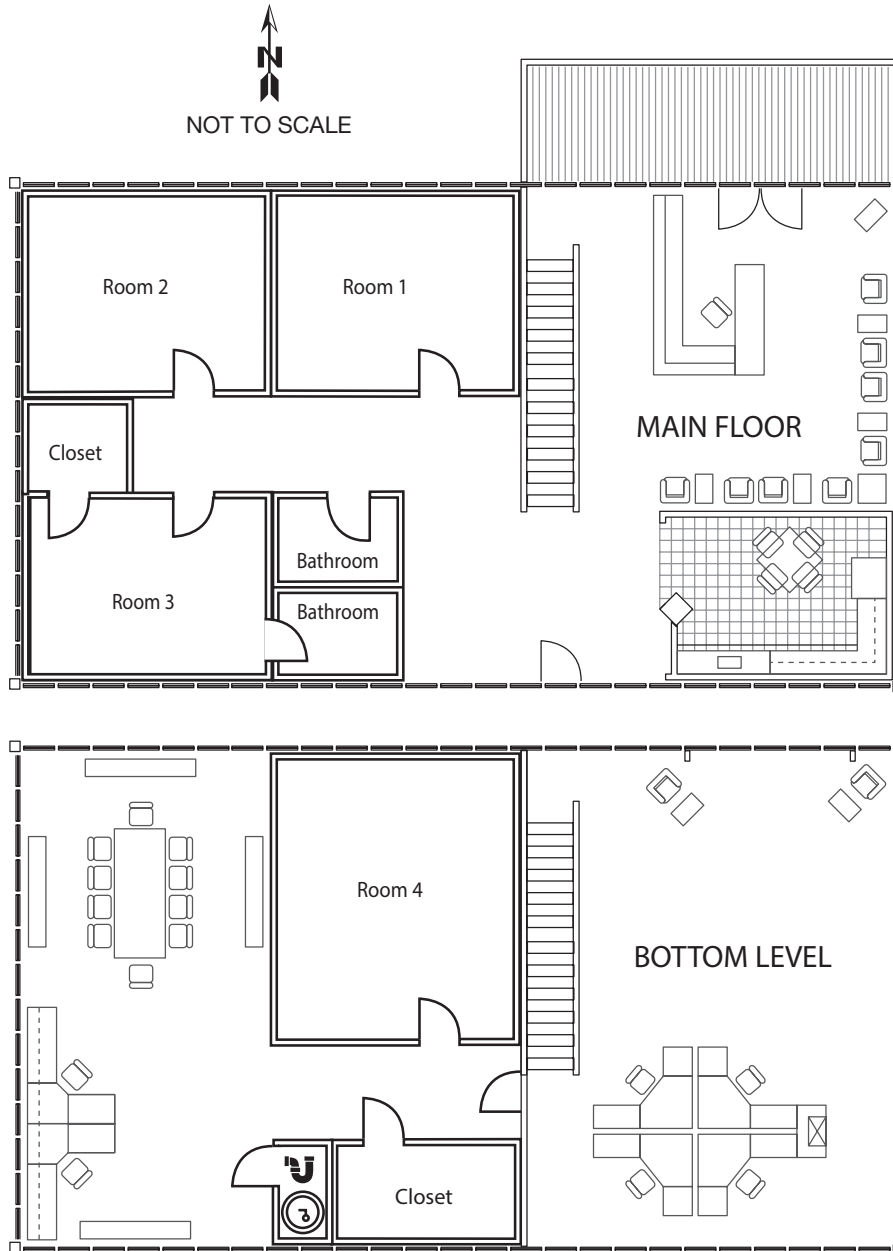 N
NOT TO SCALE
Room 2
Room 1
MAIN FLOOR
Closet
Bathroom
Room 3
Bathroom
Room 4
BOTTOM LEVEL
Closet